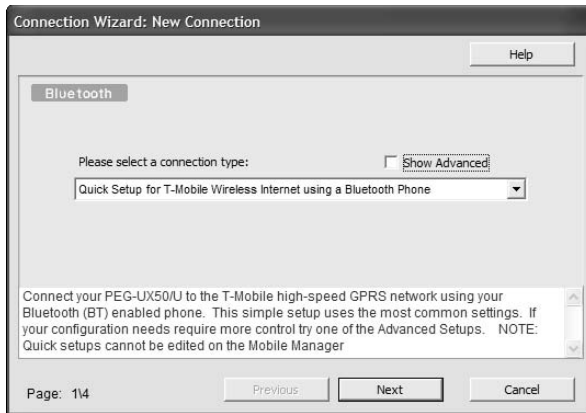 Connection Wizard: New Connection
Help
Bluetooth
Please select a connection type:
Show Advanced
Quick Setup for T-Mobile Wireless Internet using a Bluetooth Phone
Connect your PEG-UX50/U to the T-Mobile high-speed GPRS network using your
Bluetooth (BT) enabled phone. This simple setup uses the most common settings. If
your configuration needs require more control try one of the Advanced Setups. NOTE:
Quick setups cannot be edited on the Mobile Manager
Page: 1\4
Previous
Next
Cancel